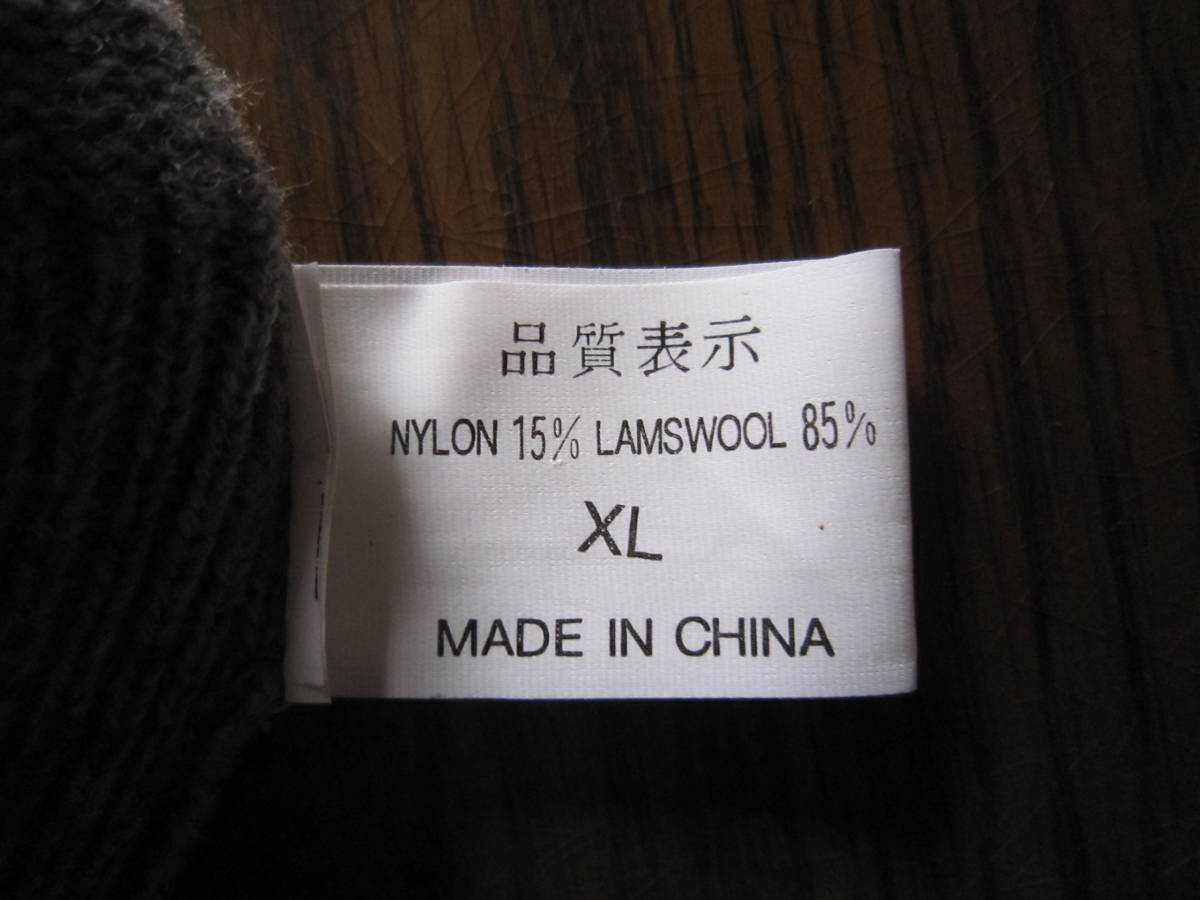 品質表示
NYLON 15% LAMSWOOL 85%
XL
MADE IN CHINA